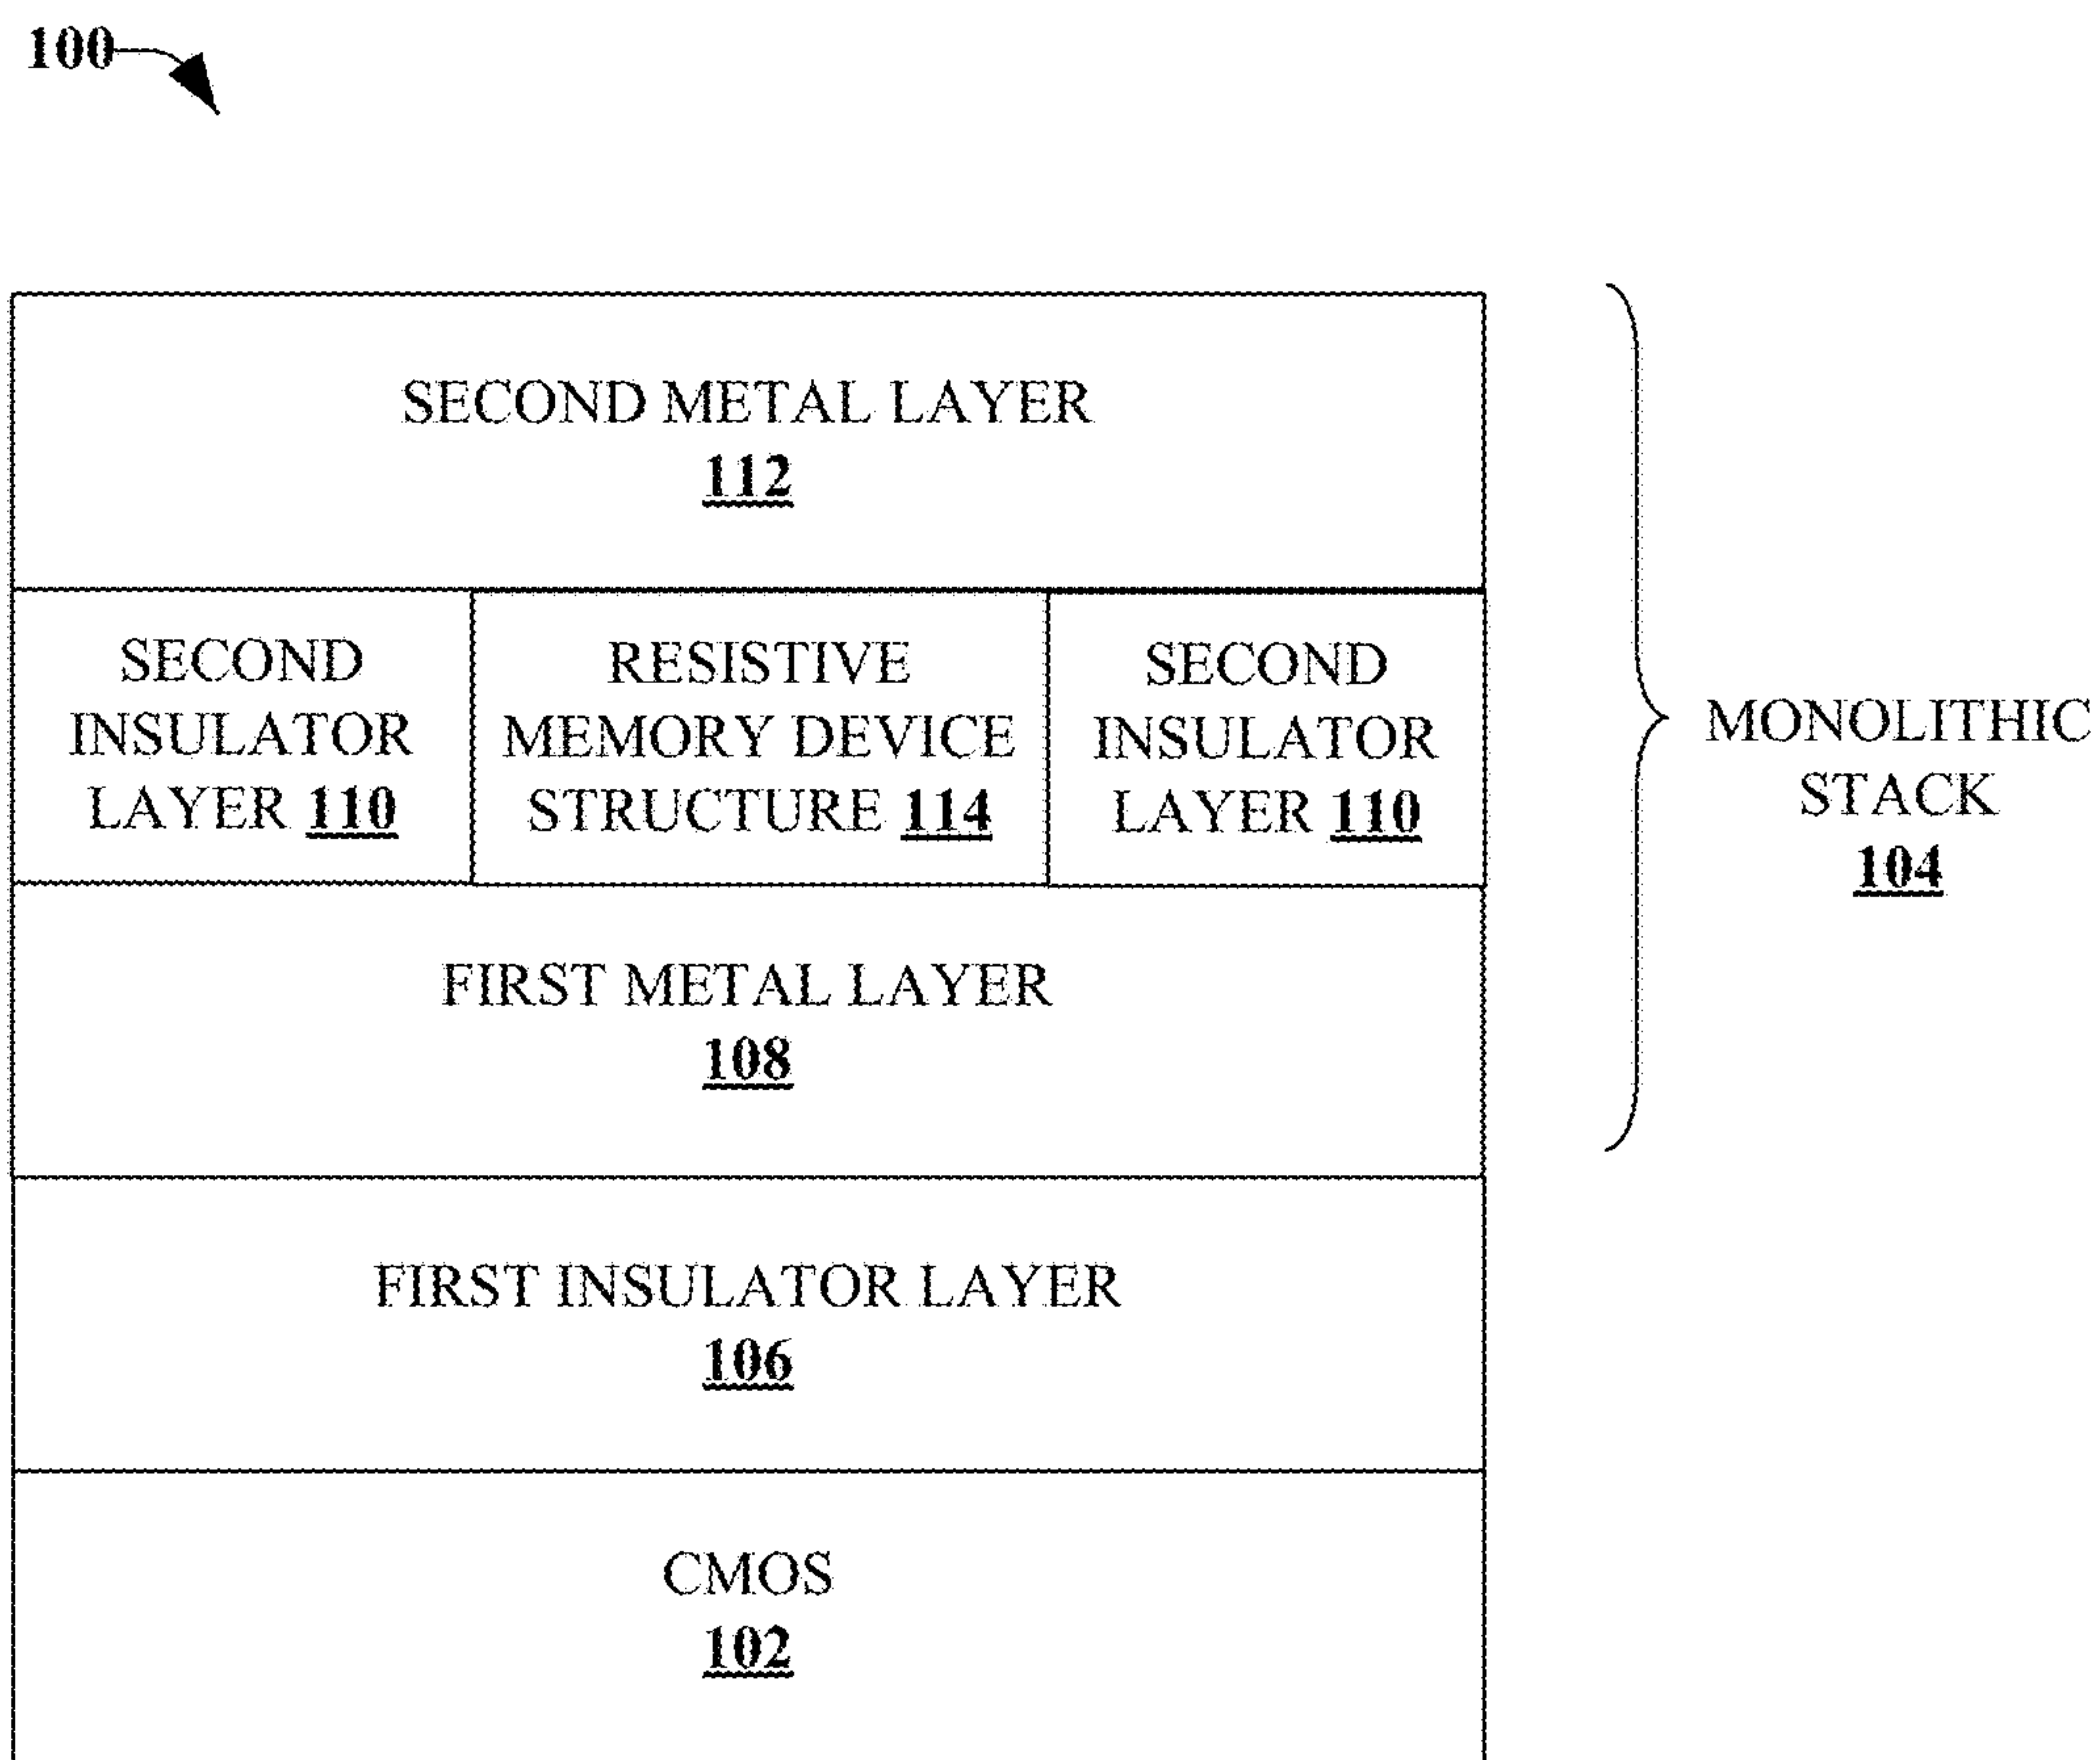 100
SECOND METAL LAYER
112
SECOND
INSULATOR
LAYER 110
RESISTIVE
MEMORY DEVICE
STRUCTURE 114
SECOND
INSULATOR
LAYER 110
MONOLITHIC
STACK
104
FIRST METAL LAYER
108
FIRST INSULATOR LAYER
106
CMOS
102